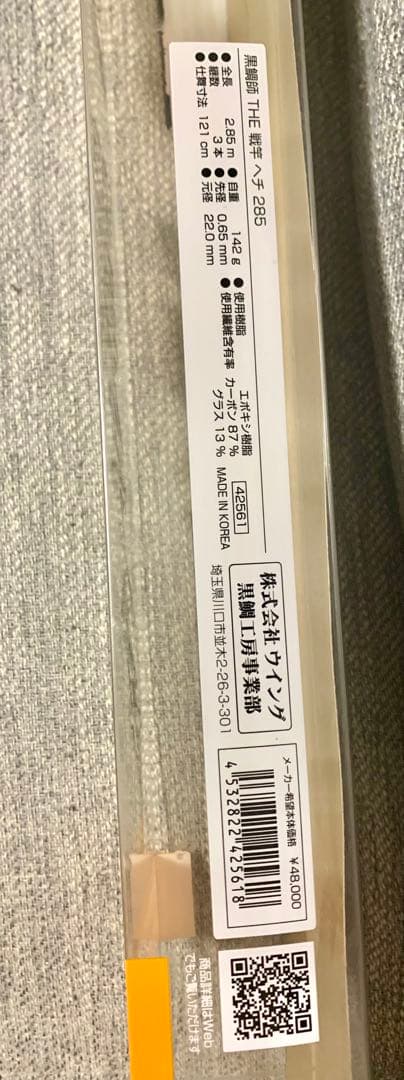 黒鯛師 THE 戦竿 ヘチ 285
●全長 2.85 m ●自重 142 g ●使用樹脂 エポキシ樹脂
●継数 3 本 ●先径 0.65 mm ●使用繊維含有率 カーボン 87 %
●仕舞寸法 121 cm ●元径 22.0 mm グラス 13 %
42561
MADE IN KOREA
株式会社 ウイング
黒鯛工房事業部
埼玉県川口市並木2-26-3-301
メーカー希望本体価格
¥48,000
4 532822 425618
商品詳細はWeb
でもご覧いただけます